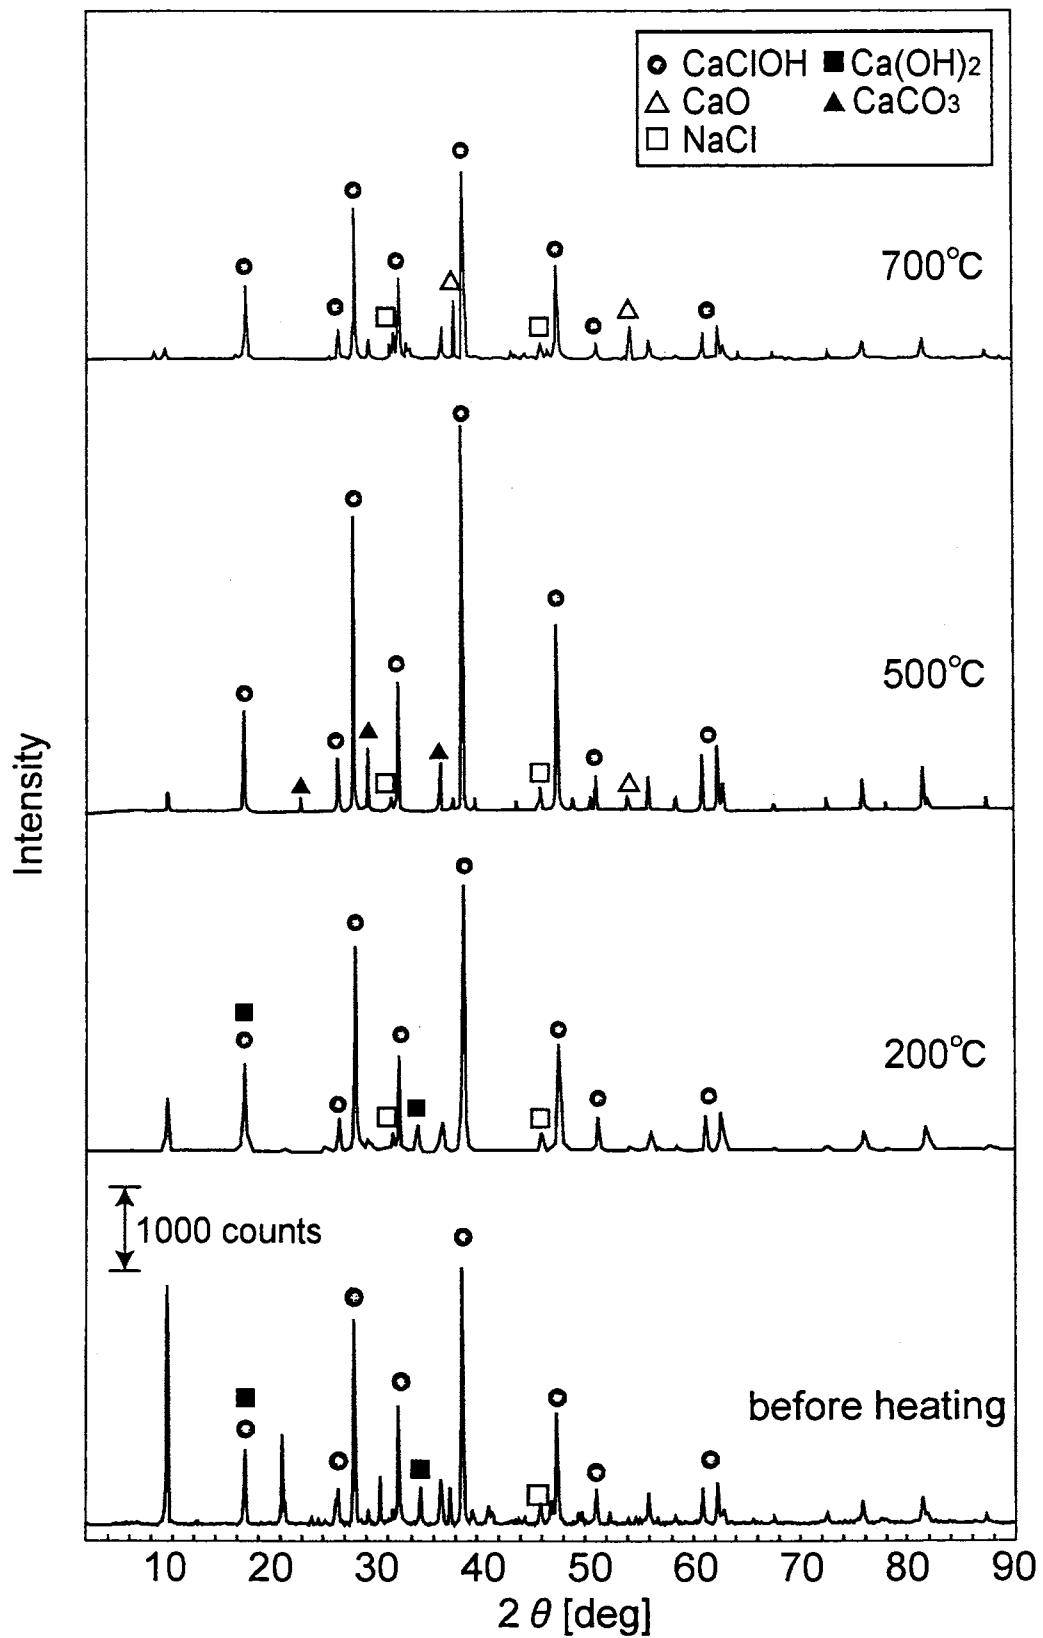 CaClOH
Ca(OH)2
CaO
CaCO3
NaCl
700°C
500°C
200°C
1000 counts
before heating
Intensity
10 20 30 40 50 60 70 80 90
2 θ [deg]